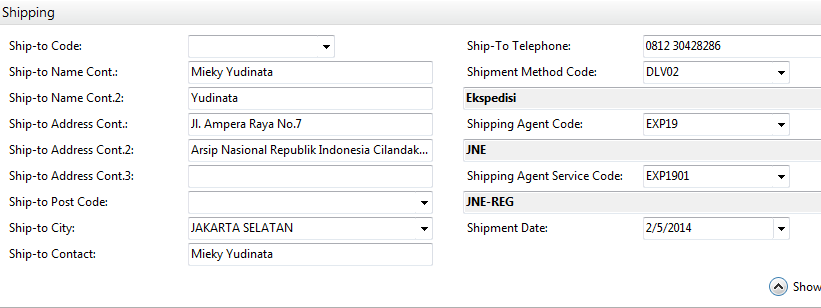 Shipping
Ship-to Code:
Ship-to Name Cont.: Mieky Yudinata
Ship-to Name Cont.2: Yudinata
Ship-to Address Cont.: Jl. Ampera Raya No.7
Ship-to Address Cont.2: Arsip Nasional Republik Indonesia Cilandak...
Ship-to Address Cont.3:
Ship-to Post Code:
Ship-to City: JAKARTA SELATAN
Ship-to Contact: Mieky Yudinata
Ship-To Telephone: 0812 30428286
Shipment Method Code: DLV02
Ekspedisi
Shipping Agent Code: EXP19
JNE
Shipping Agent Service Code: EXP1901
JNE-REG
Shipment Date: 2/5/2014
Show